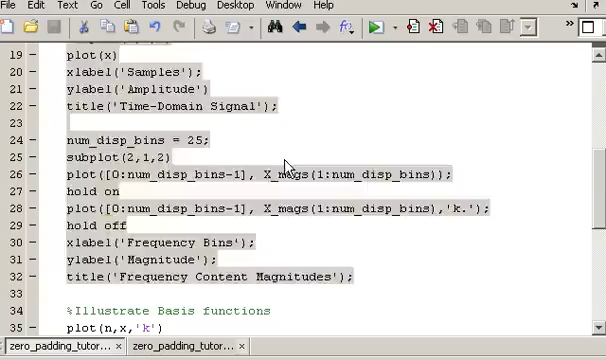 File Edit Text Go Cell Tools Debug Desktop Window Help
19 – plot(x)
20 – xlabel('Samples');
21 – ylabel('Amplitude')
22 – title('Time-Domain Signal');
23
24 – num_disp_bins = 25;
25 – subplot(2,1,2)
26 – plot([0:num_disp_bins-1], X_mags(1:num_disp_bins));
27 – hold on
28 – plot([0:num_disp_bins-1], X_mags(1:num_disp_bins),'k.');
29 – hold off
30 – xlabel('Frequency Bins');
31 – ylabel('Magnitude');
32 – title('Frequency Content Magnitudes');
33
34 %Illustrate Basis functions
35 – plot(n,x,'k')
zero_padding_tutor... × zero_padding_tutor... ×